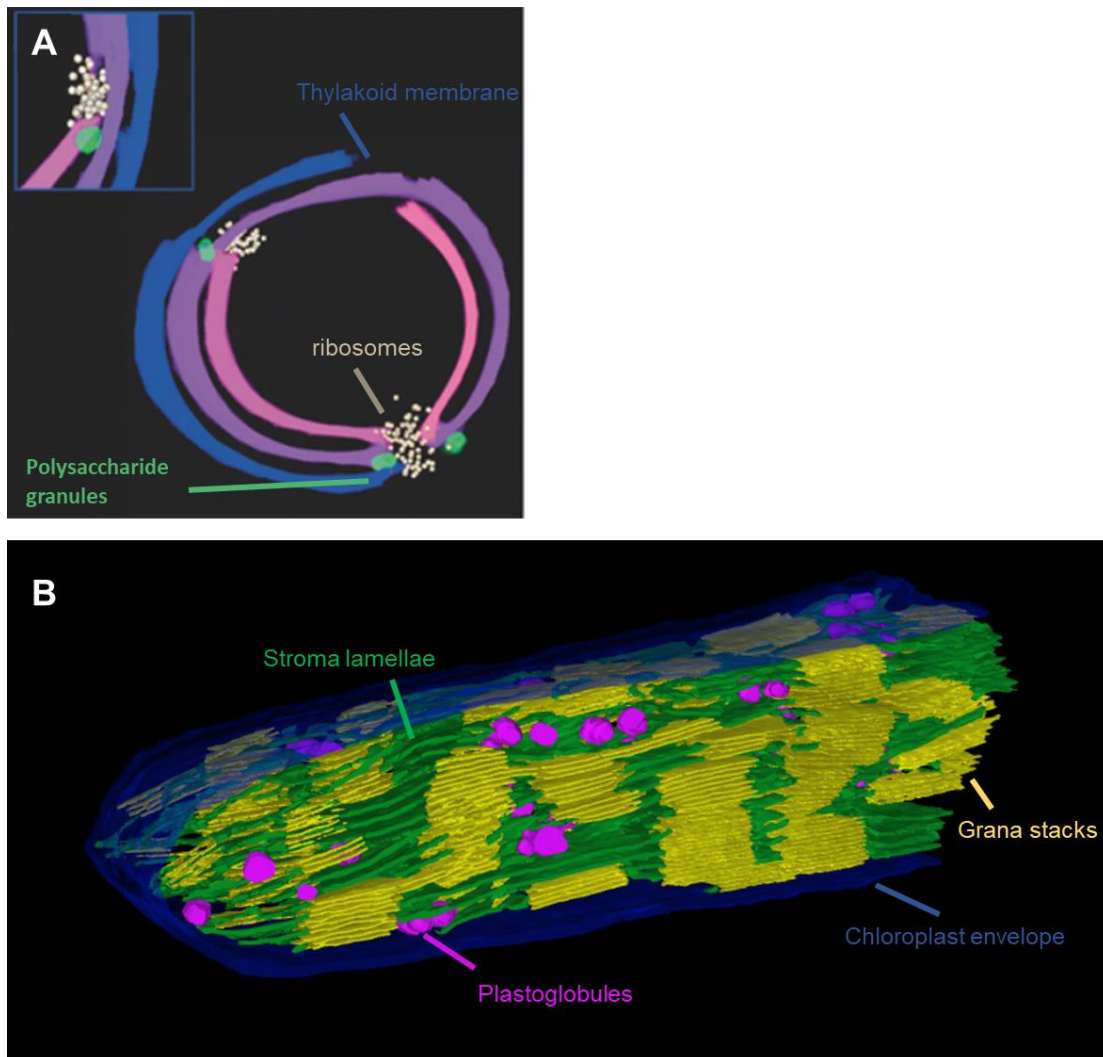 A
Thylakoid membrane
ribosomes
Polysaccharide
granules
B
Stroma lamellae
Grana stacks
Chloroplast envelope
Plastoglobules